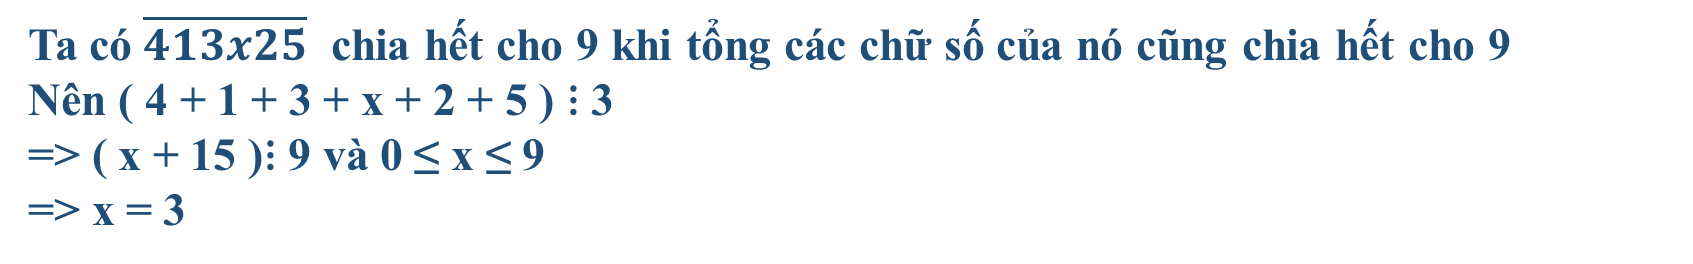 Ta có 413x25 chia hết cho 9 khi tổng các chữ số của nó cũng chia hết cho 9
Nên ( 4 + 1 + 3 + x + 2 + 5 ) ⋮ 3
=> ( x + 15 )⋮ 9 và 0 ≤ x ≤ 9
=> x = 3